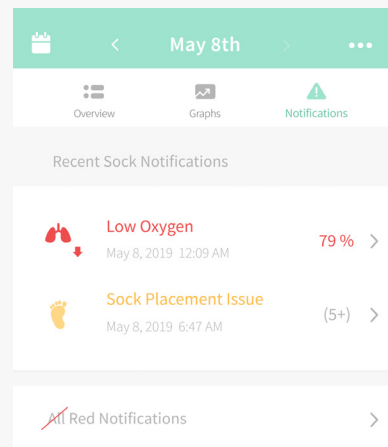 May 8th
Overview
Graphs
Notifications
Recent Sock Notifications
Low Oxygen
79 %
May 8, 2019 12:09 AM
Sock Placement Issue
(5+)
May 8, 2019 6:47 AM
All Red Notifications